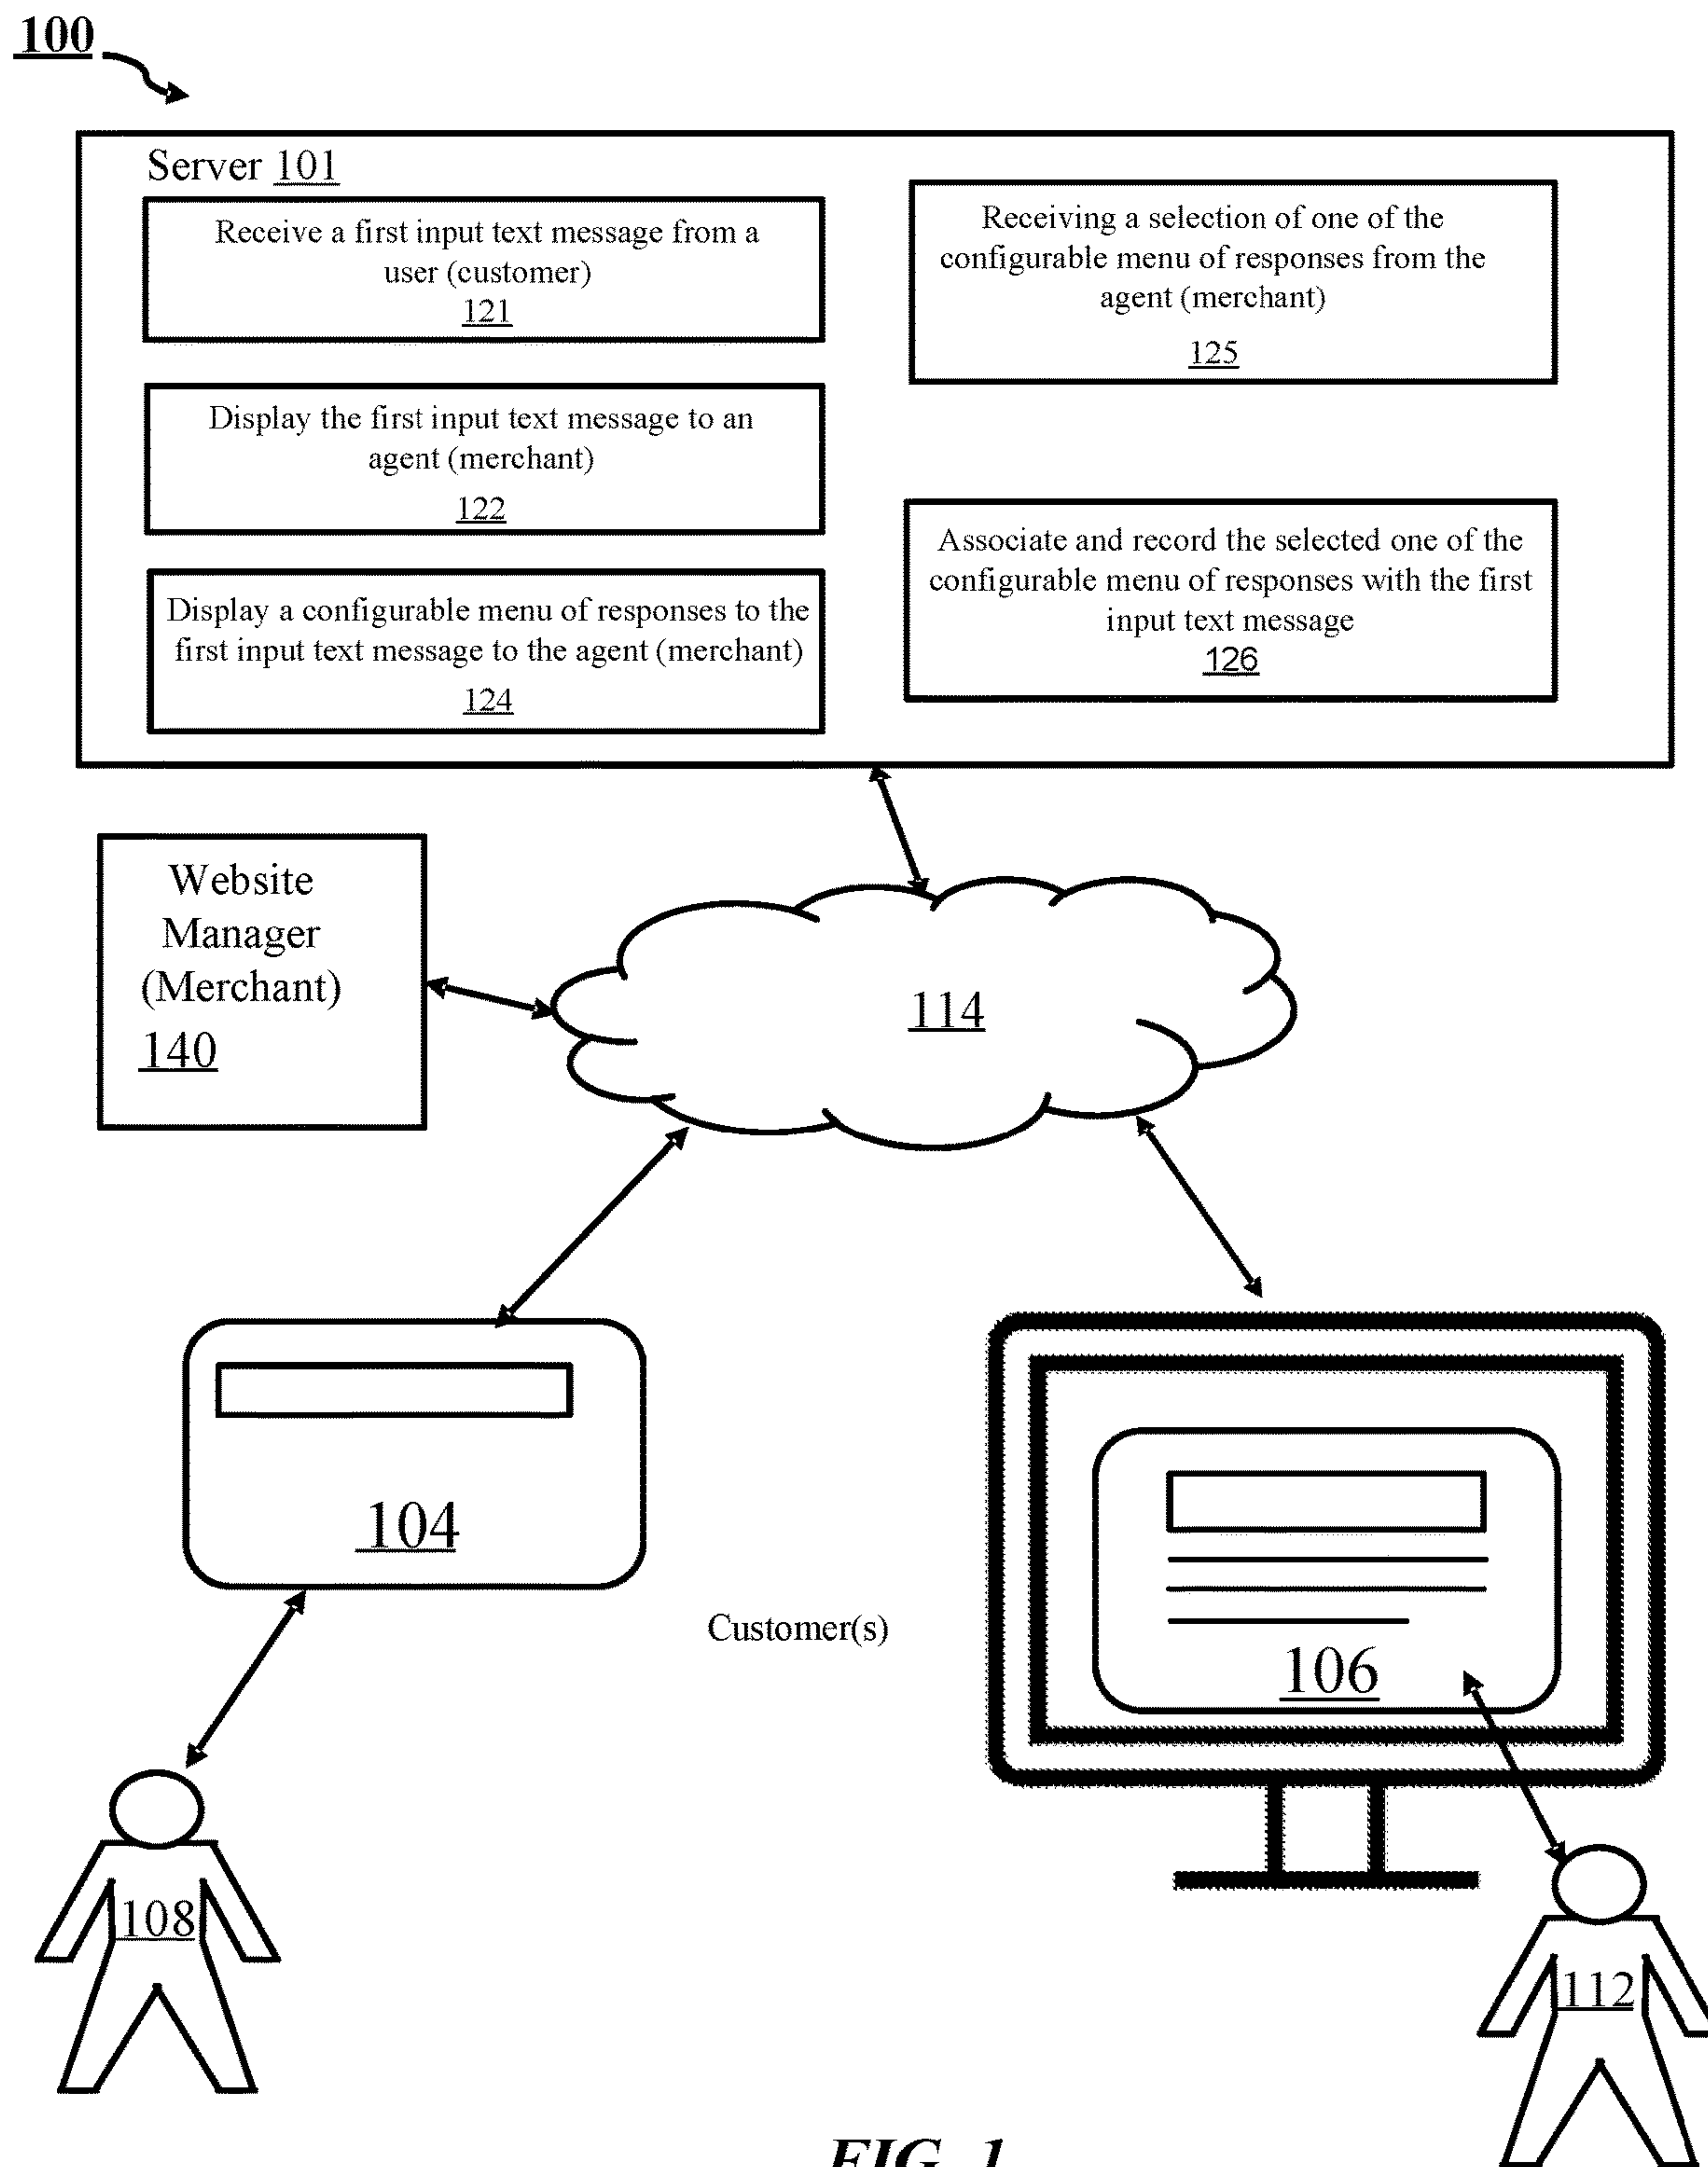 100
Server 101
Receive a first input text message from a
user (customer)
121
Display the first input text message to an
agent (merchant)
122
Display a configurable menu of responses to the
first input text message to the agent (merchant)
124
Receiving a selection of one of the
configurable menu of responses from the
agent (merchant)
125
Associate and record the selected one of the
configurable menu of responses with the first
input text message
126
Website
Manager
(Merchant)
140
114
104
Customer(s)
106
108
112
FIG. 1